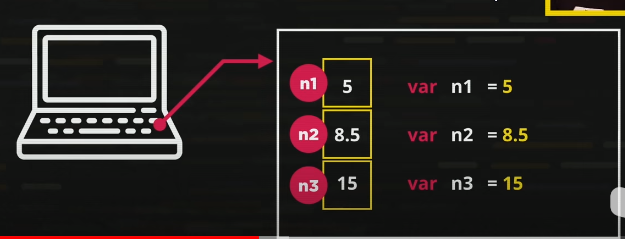 n1 5 var n1 = 5
n2 8.5 var n2 = 8.5
n3 15 var n3 = 15